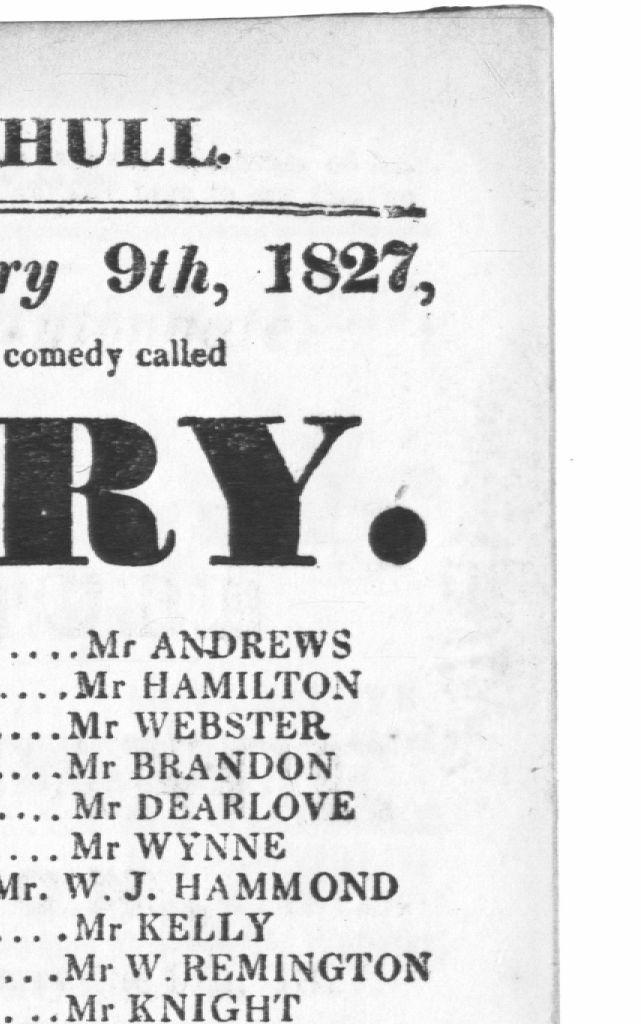 HULL.
ry 9th, 1827,
comedy called
RY.
....Mr ANDREWS
....Mr HAMILTON
....Mr WEBSTER
....Mr BRANDON
.... Mr DEARLOVE
... Mr WYNNE
Mr. W. J. HAMMOND
....Mr KELLY
...Mr W. REMINGTON
...Mr KNIGHT